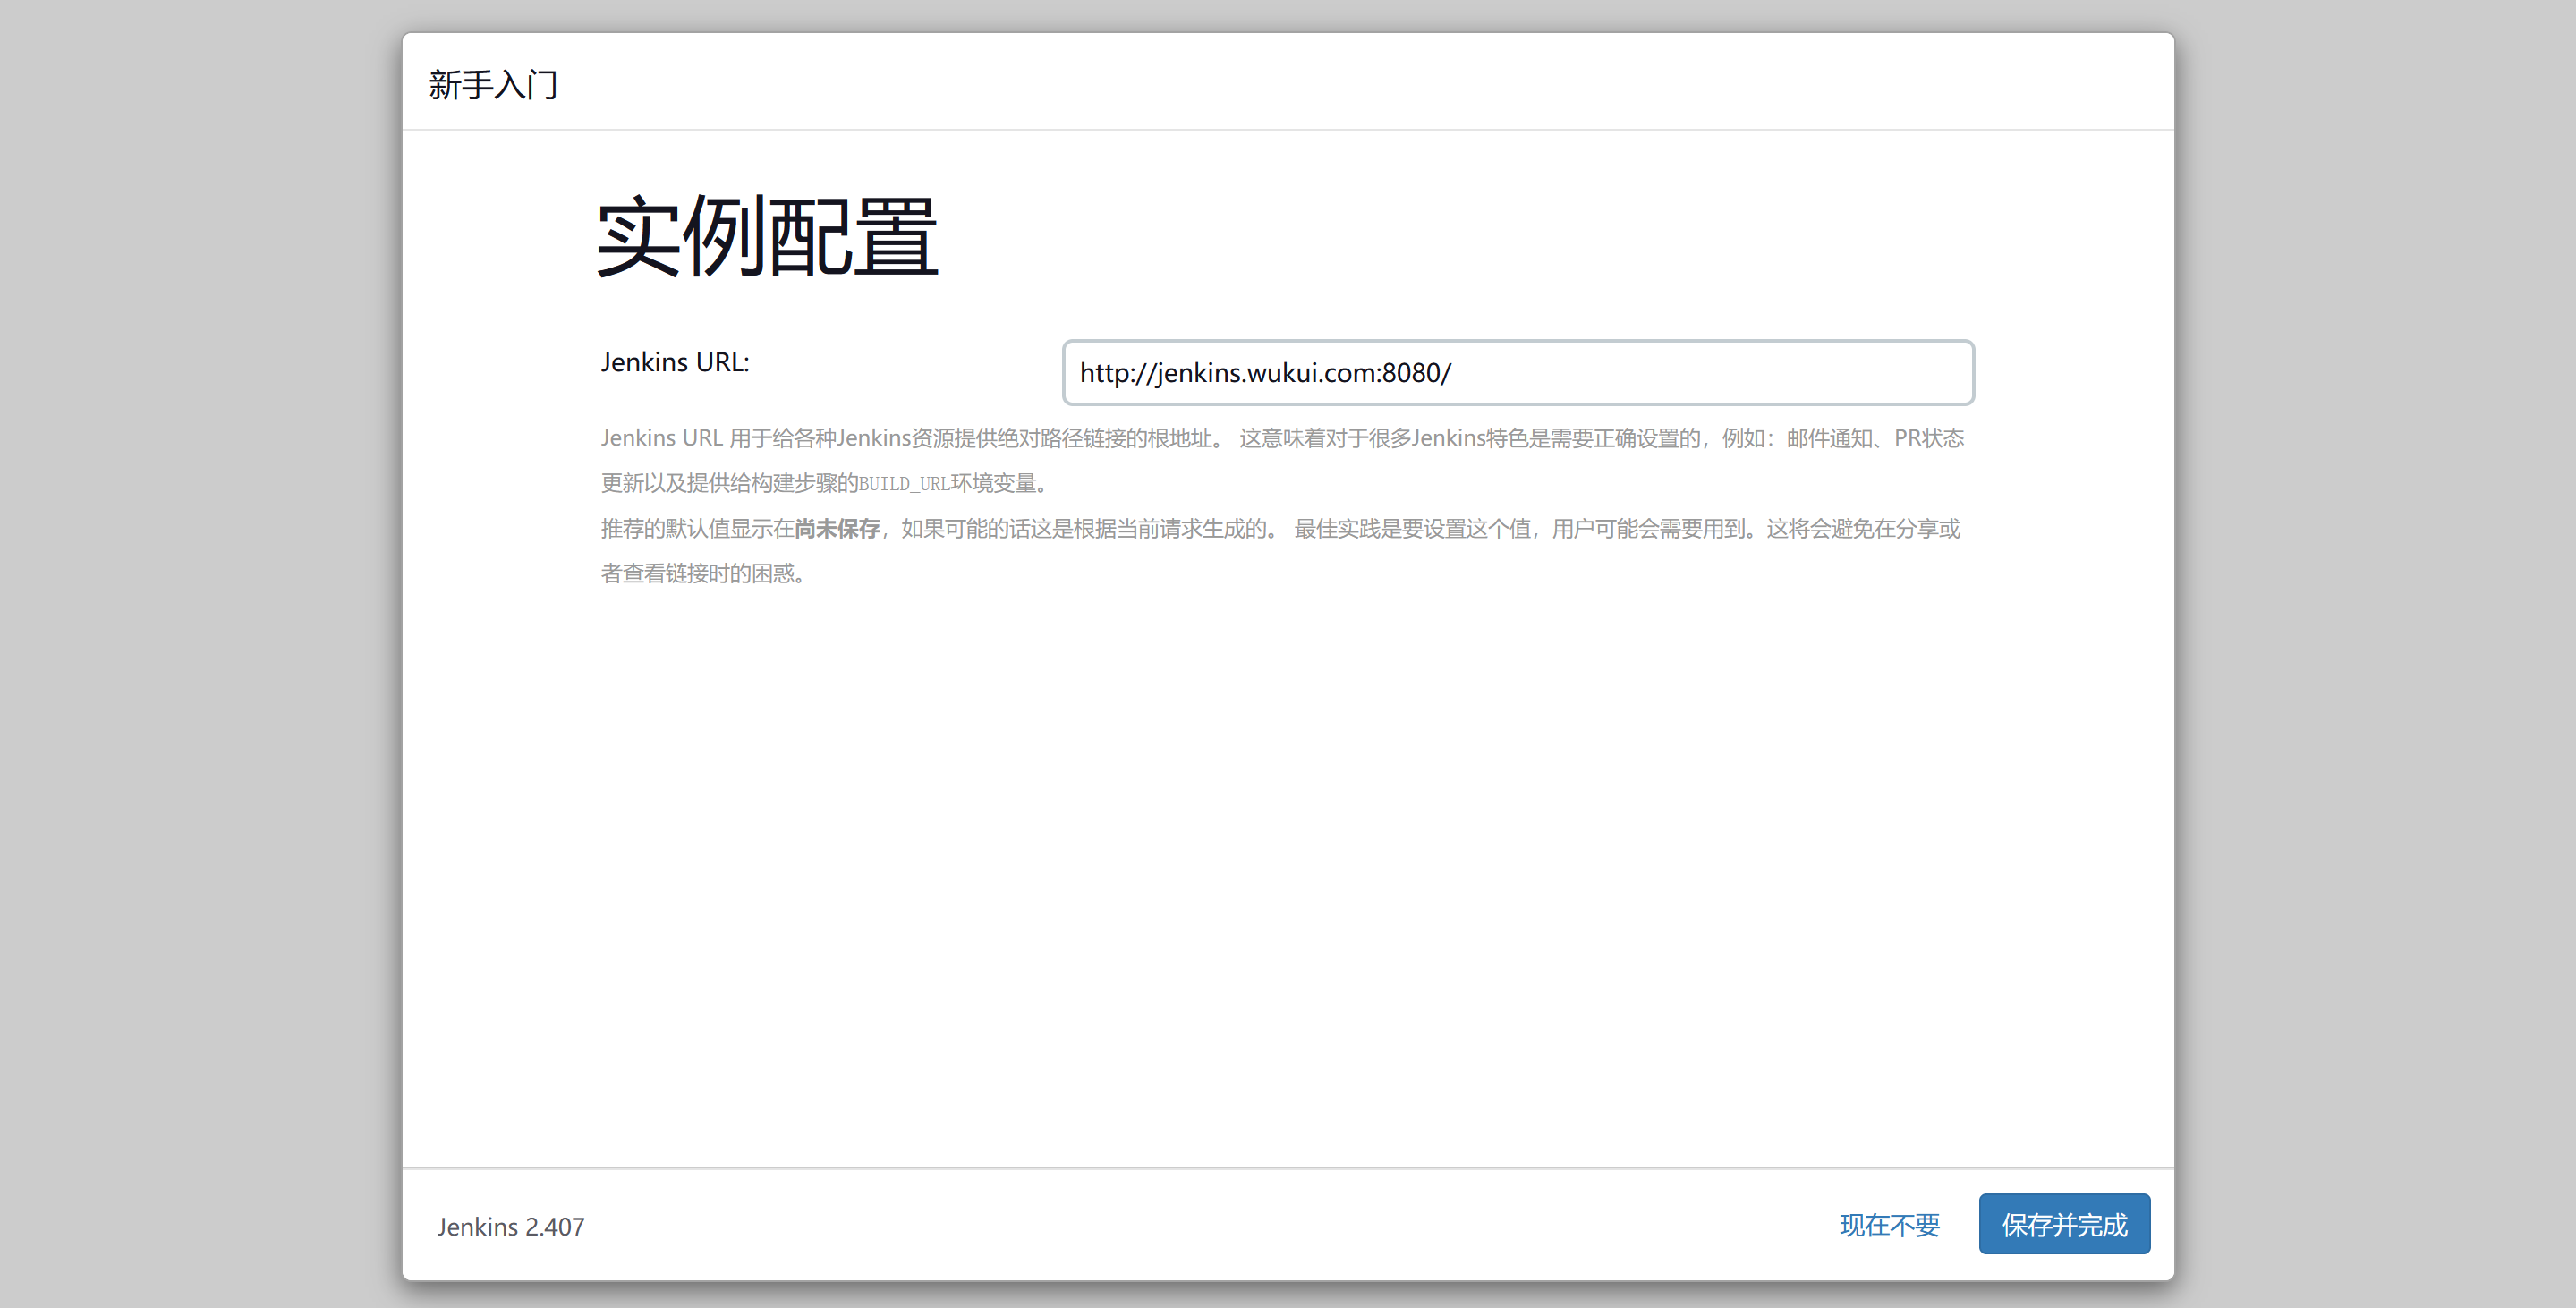 新手入门
实例配置
Jenkins URL:
http://jenkins.wukui.com:8080/
Jenkins URL 用于给各种Jenkins资源提供绝对路径链接的根地址。 这意味着对于很多Jenkins特色是需要正确设置的，例如：邮件通知、PR状态
更新以及提供给构建步骤的BUILD_URL环境变量。
推荐的默认值显示在尚未保存，如果可能的话这是根据当前请求生成的。 最佳实践是要设置这个值，用户可能会需要用到。这将会避免在分享或
者查看链接时的困惑。
Jenkins 2.407
现在不要
保存并完成